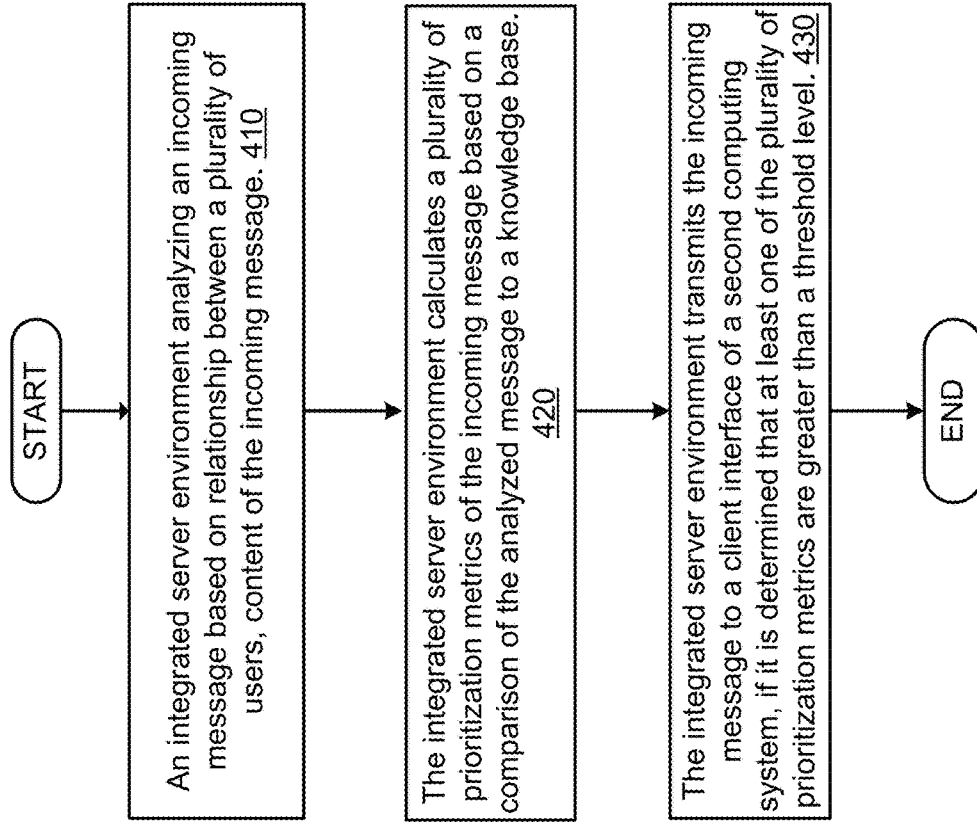 START
An integrated server environment analyzing an incoming
message based on relationship between a plurality of
users, content of the incoming message. 410
The integrated server environment calculates a plurality of
prioritization metrics of the incoming message based on a
comparison of the analyzed message to a knowledge base.
420
The integrated server environment transmits the incoming
message to a client interface of a second computing
system, if it is determined that at least one of the plurality of
prioritization metrics are greater than a threshold level. 430
END